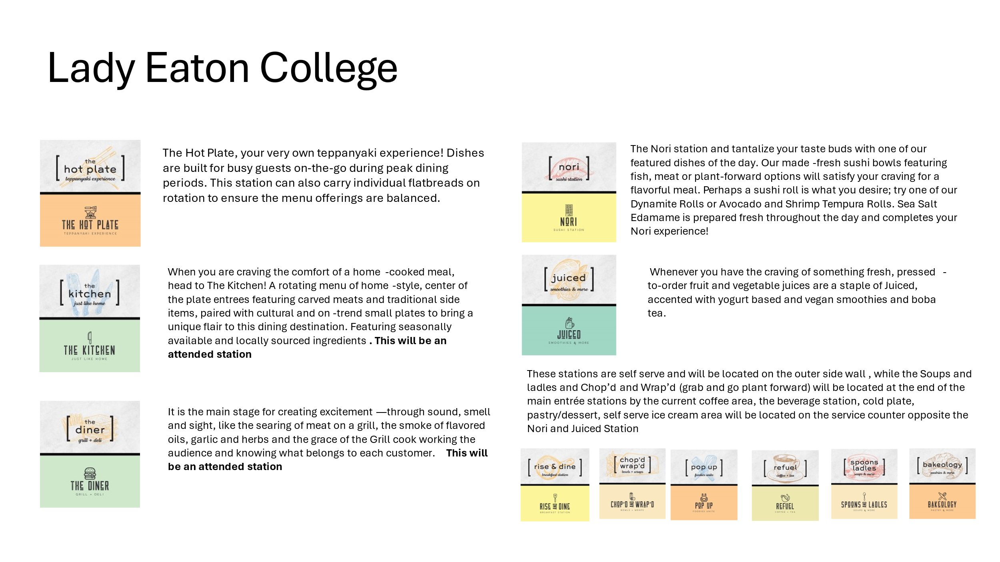 Lady Eaton College
the
hot plate
teppanyaki experience
THE HOT PLATE
TEPPANYAKI EXPERIENCE
The Hot Plate, your very own teppanyaki experience! Dishes
are built for busy guests on-the-go during peak dining
periods. This station can also carry individual flatbreads on
rotation to ensure the menu offerings are balanced.
the
kitchen
just like home
THE KITCHEN
JUST LIKE HOME
When you are craving the comfort of a home -cooked meal,
head to The Kitchen! A rotating menu of home -style, center of
the plate entrees featuring carved meats and traditional side
items, paired with cultural and on -trend small plates to bring a
unique flair to this dining destination. Featuring seasonally
available and locally sourced ingredients . This will be an
attended station
the
diner
grill + deli
THE DINER
GRILL + DELI
It is the main stage for creating excitement —through sound, smell
and sight, like the searing of meat on a grill, the smoke of flavored
oils, garlic and herbs and the grace of the Grill cook working the
audience and knowing what belongs to each customer. This will
be an attended station
nori
sushi station
NORI
SUSHI STATION
The Nori station and tantalize your taste buds with one of our
featured dishes of the day. Our made -fresh sushi bowls featuring
fish, meat or plant-forward options will satisfy your craving for a
flavorful meal. Perhaps a sushi roll is what you desire; try one of our
Dynamite Rolls or Avocado and Shrimp Tempura Rolls. Sea Salt
Edamame is prepared fresh throughout the day and completes your
Nori experience!
juiced
smoothies & more
JUICED
SMOOTHIES & MORE
Whenever you have the craving of something fresh, pressed -
to-order fruit and vegetable juices are a staple of Juiced,
accented with yogurt based and vegan smoothies and boba
tea.
These stations are self serve and will be located on the outer side wall , while the Soups and
ladles and Chop’d and Wrap’d (grab and go plant forward) will be located at the end of the
main entrée stations by the current coffee area, the beverage station, cold plate,
pastry/dessert, self serve ice cream area will be located on the service counter opposite the
Nori and Juiced Station
rise & dine
breakfast station
RISE AND DINE
BREAKFAST STATION
chop'd
wrap'd
bowls + wraps
CHOP'D AND WRAP'D
BOWLS + WRAPS
pop up
foodies unite
POP UP
FOODIES UNITE
refuel
coffee + tea
REFUEL
COFFEE + TEA
spoons
ladles
soups & more
SPOONS AND LADLES
SOUPS & MORE
bakeology
pastries & more
BAKEOLOGY
PASTRY & MORE